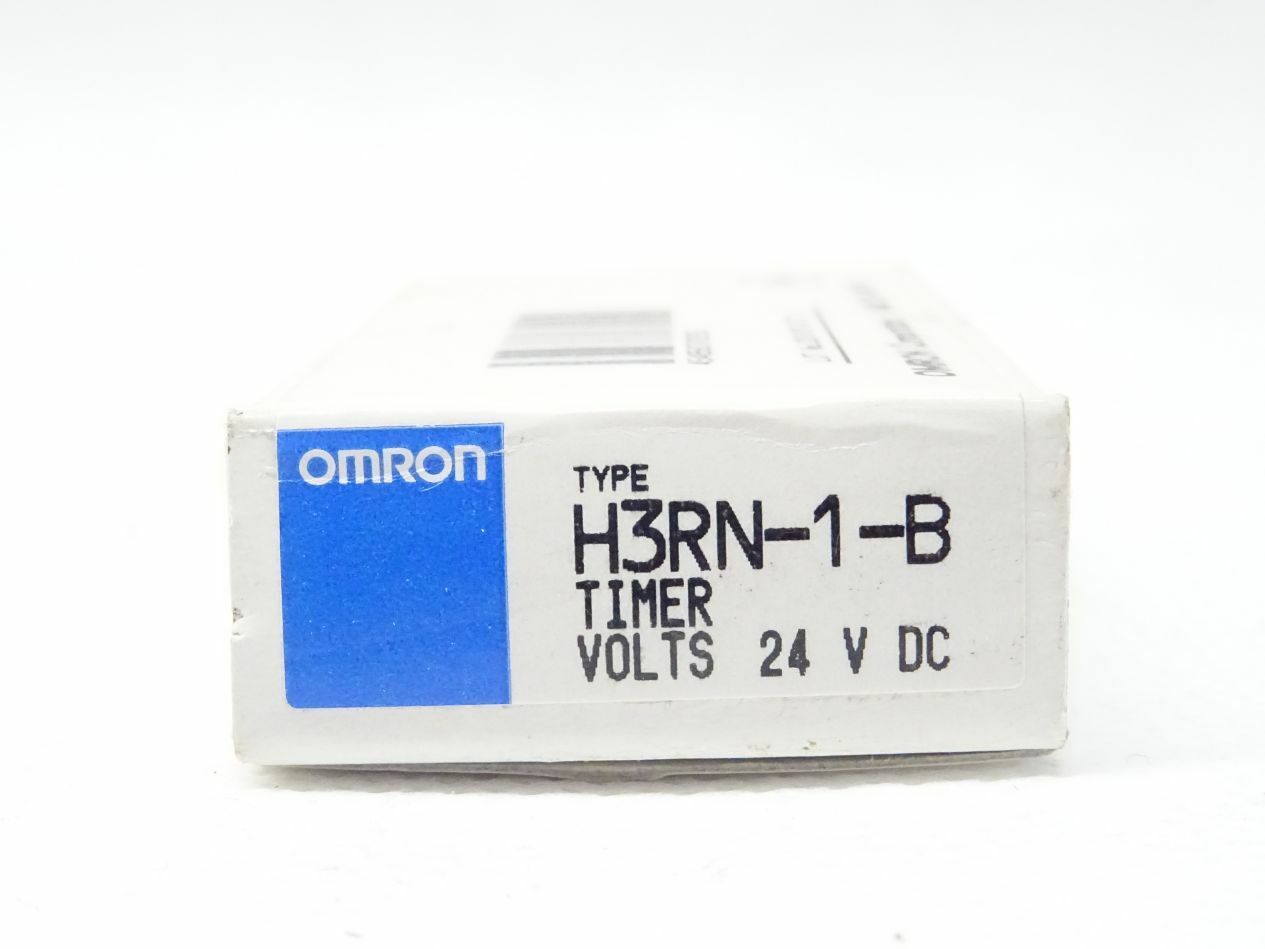 OMRON
TYPE
H3RN-1-B
TIMER
VOLTS 24 V DC